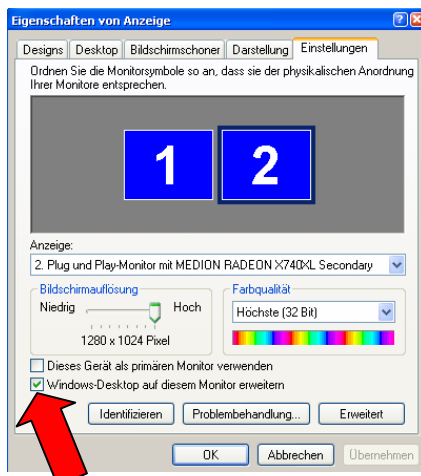 Eigenschaften von Anzeige
Designs Desktop Bildschirmschoner Darstellung Einstellungen
Ordnen Sie die Monitorsymbole so an, dass sie der physikalischen Anordnung
Ihrer Monitore entsprechen.
1 2
Anzeige:
2. Plug und Play-Monitor mit MEDION RADEON X740XL Secondary
Bildschirmauflösung Farbqualität
Niedrig Hoch Höchste (32 Bit)
1280 x 1024 Pixel
Dieses Gerät als primären Monitor verwenden
Windows-Desktop auf diesem Monitor erweitern
Identifizieren Problembehandlung... Erweitert
OK Abbrechen Übernehmen